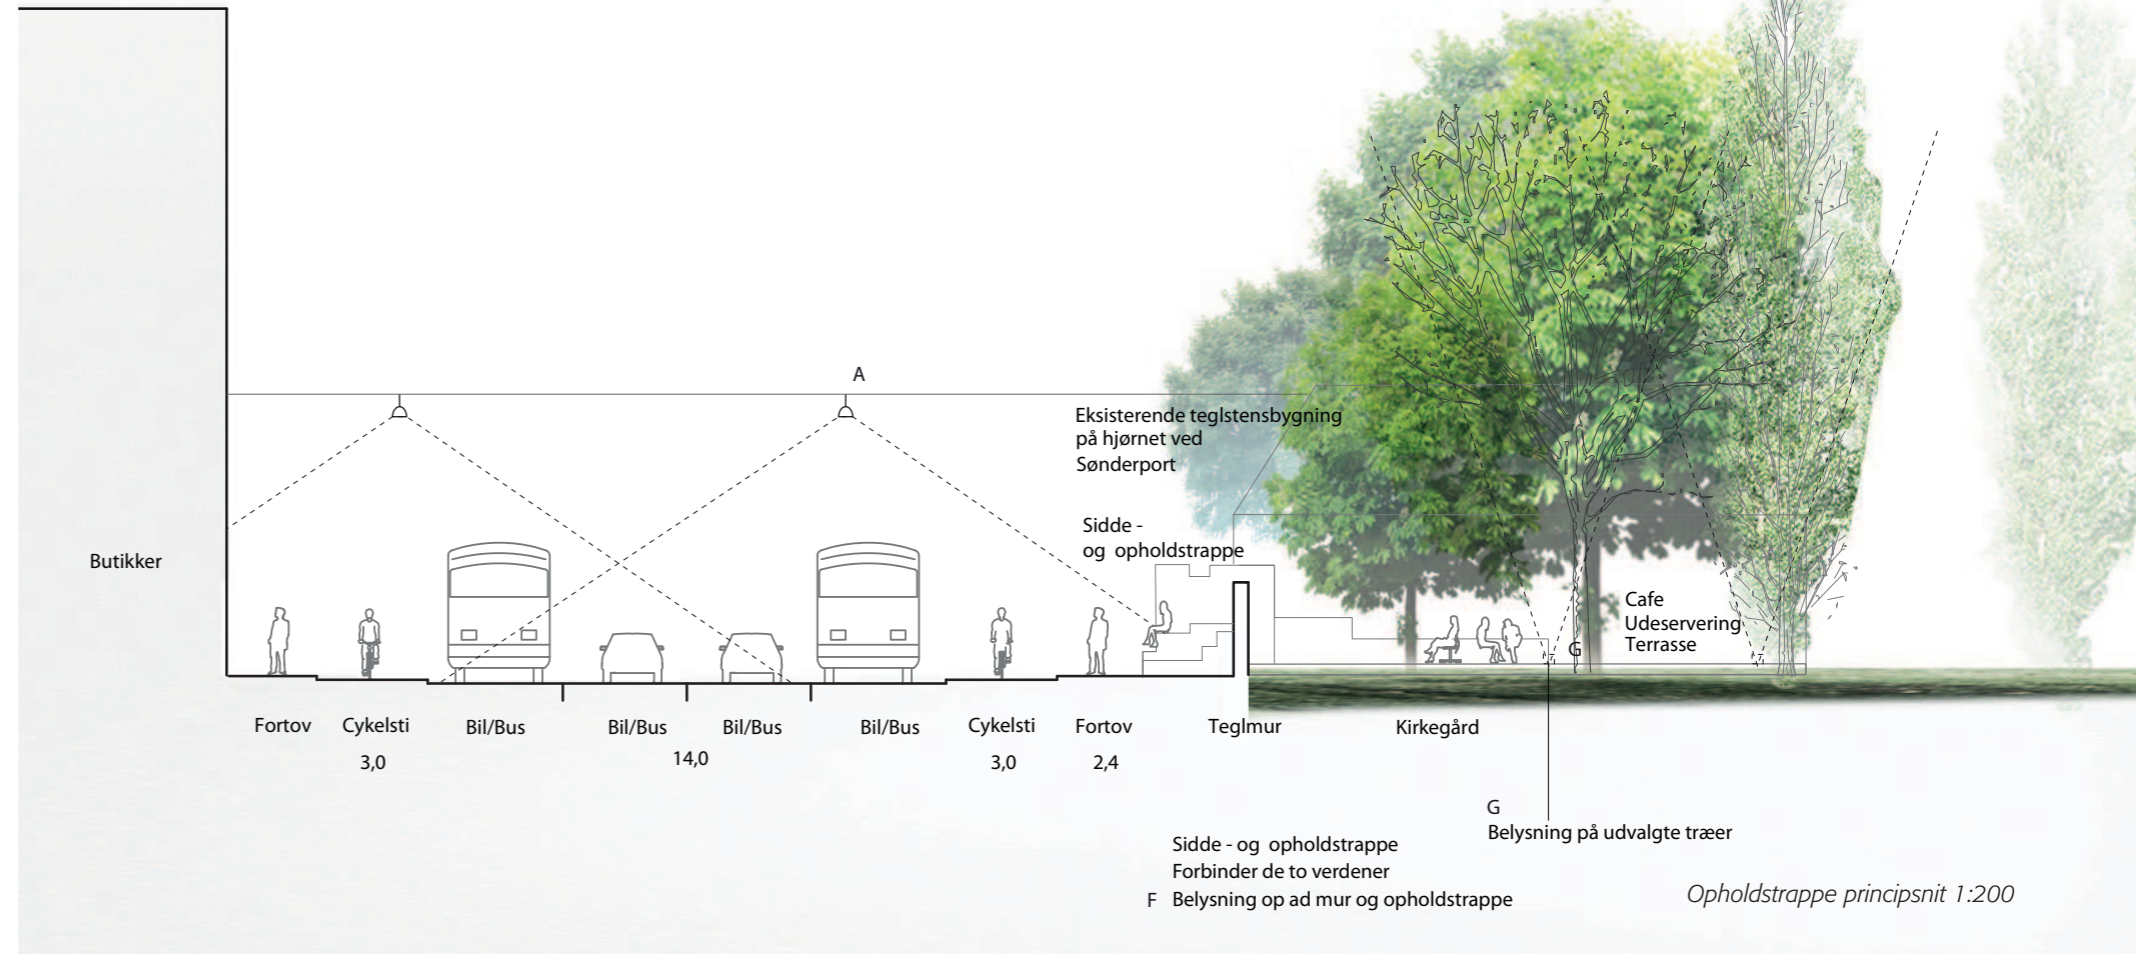 A
Eksisterende teglstensbygning
på hjørnet ved
Sønderport
Sidde -
og opholdstrappe
Butikker
Cafe
Udeservering
Terrasse
G
Fortov
Cykelsti
Bil/Bus
Bil/Bus
Bil/Bus
Bil/Bus
Cykelsti
Fortov
Teglmur
Kirkegård
3,0
14,0
3,0
2,4
G
Belysning på udvalgte træer
Sidde - og opholdstrappe
Forbinder de to verdener
F Belysning op ad mur og opholdstrappe
Opholdstrappe principsnit 1:200